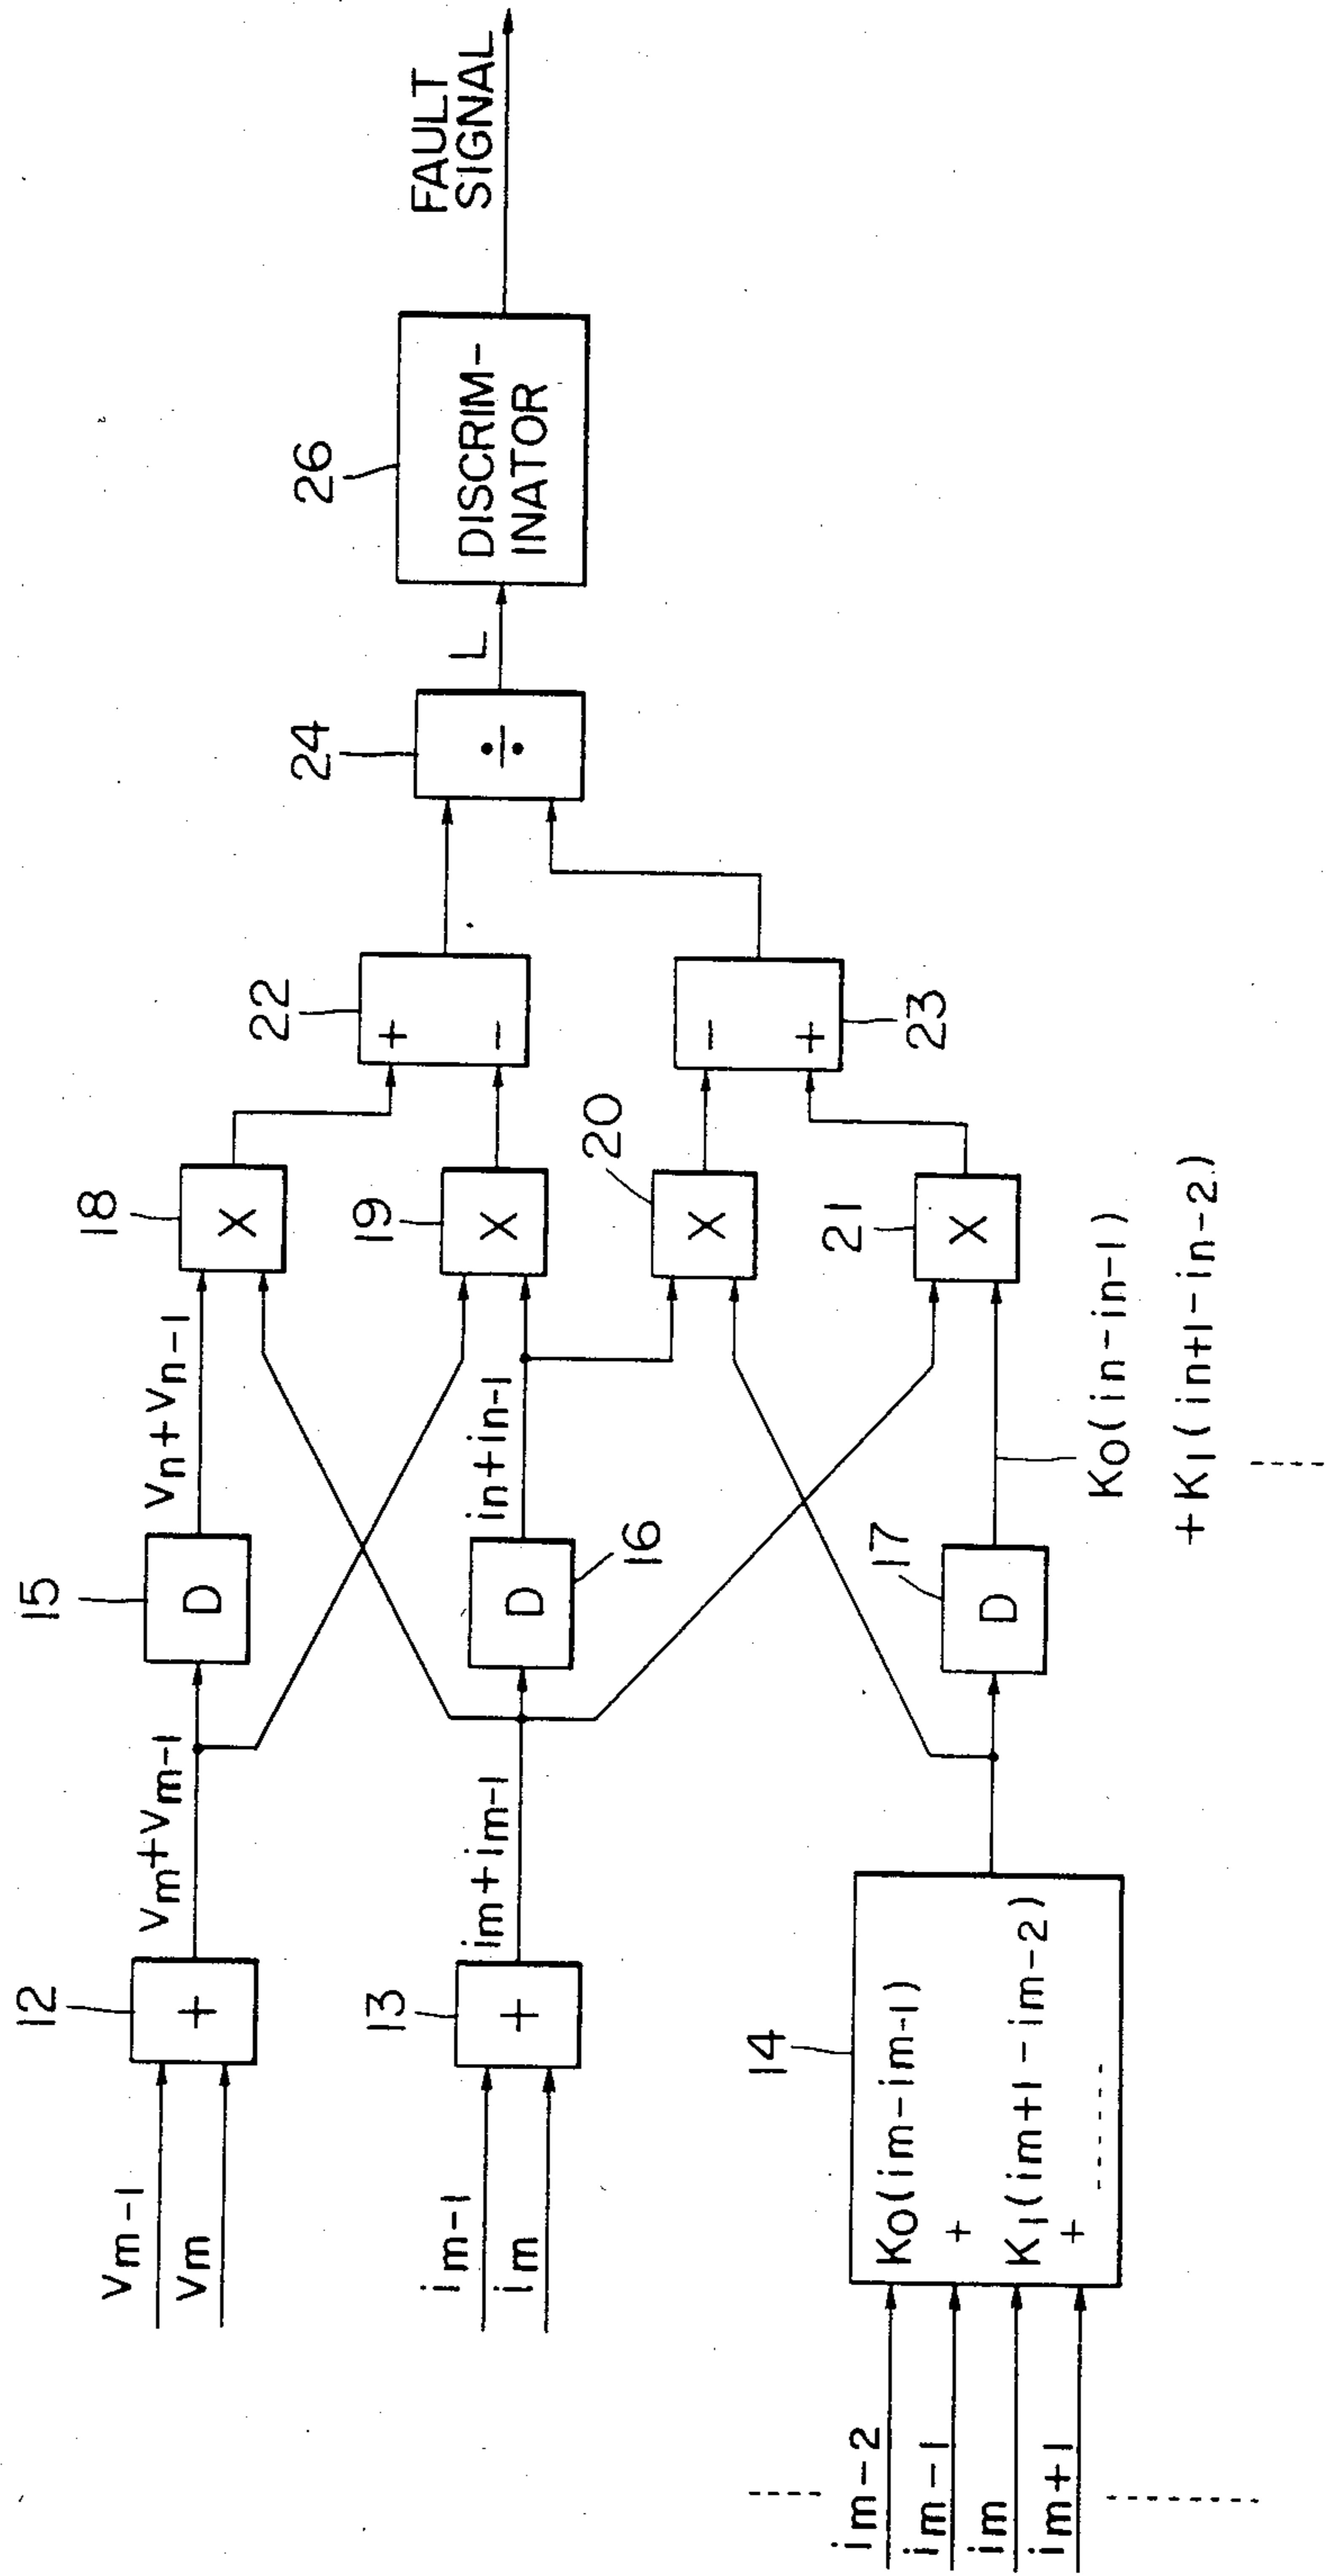 vm-1
vm
12
+
vm+vm-1
15
D
vn+vn-1
18
X
im-1
im
13
+
im+im-1
16
D
in+in-1
19
X
20
X
im-2
im-1
im
im+1
14
K0(im-im-1)
+
K1(im+1-im-2)
+
17
D
K0(in-in-1)
+K1(in+1-in-2)
21
X
22
+
-
23
-
+
24
÷
L
26
DISCRIM-
INATOR
FAULT
SIGNAL